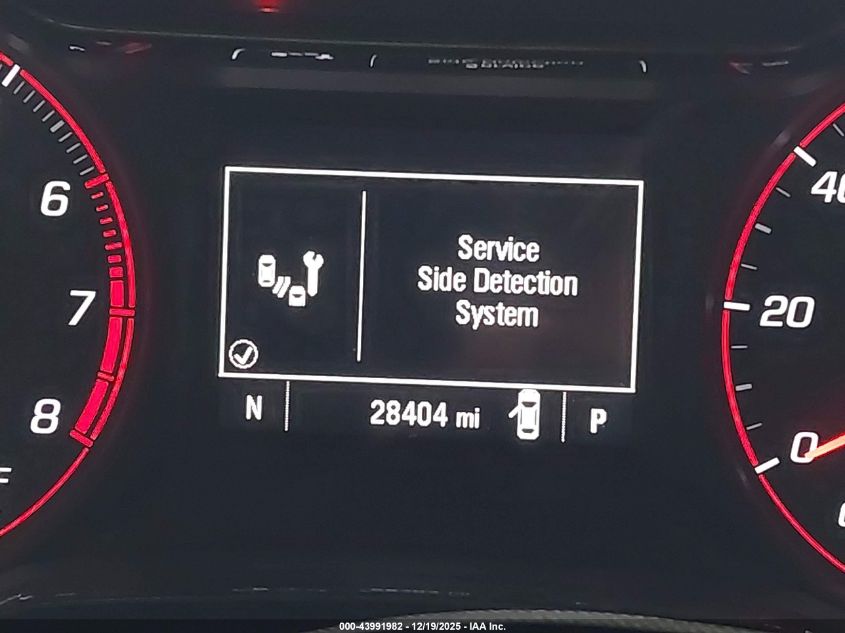 6
7
8
Service
Side Detection
System
N
28404 mi
P
40
20
0
000-43991982 - 12/19/2025 - IAA Inc.